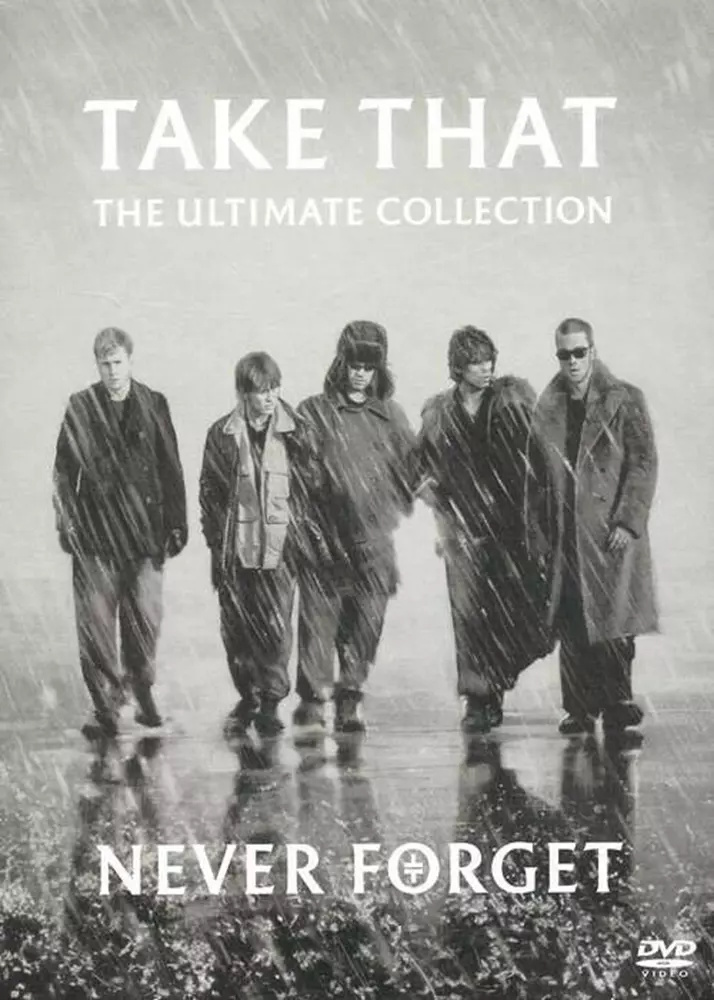 TAKE THAT
THE ULTIMATE COLLECTION
NEVER FORGET
DVD
VIDEO